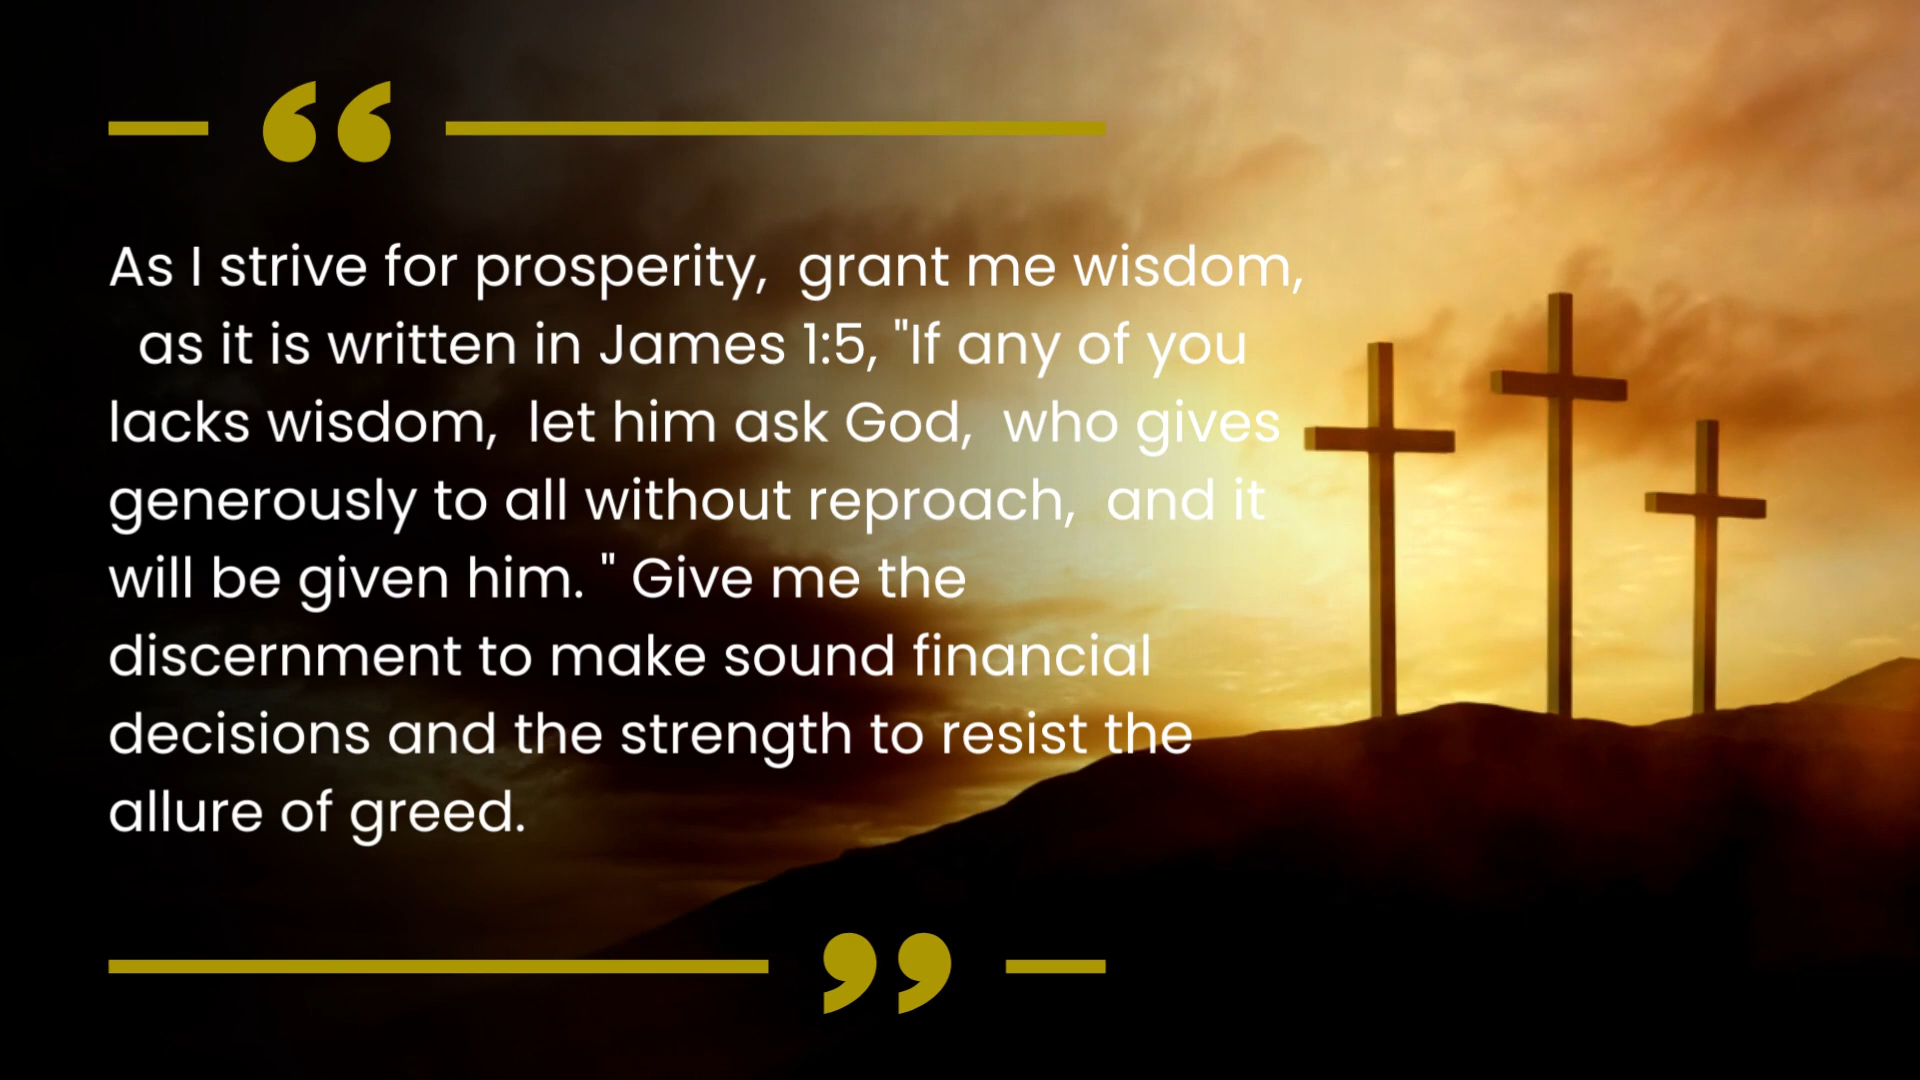 As I strive for prosperity,  grant me wisdom,
as it is written in James 1:5, "If any of you
lacks wisdom,  let him ask God,  who gives
generously to all without reproach,  and it
will be given him. " Give me the
discernment to make sound financial
decisions and the strength to resist the
allure of greed.